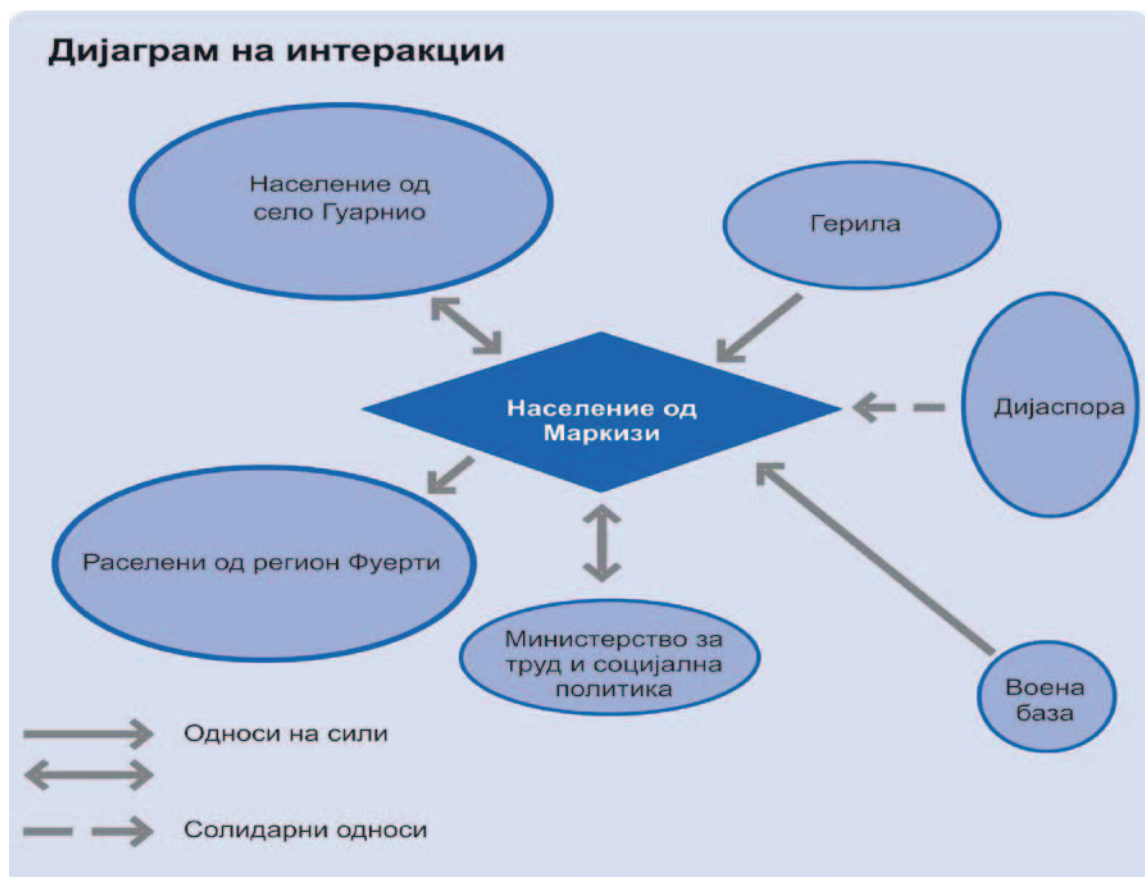 Дијаграм на интеракции
Население од
село Гуарнио
Герила
Дијаспора
Население од
Маркизи
Раселени од регион Фуерти
Министерство за
труд и социјална
политика
Воена
база
Односи на сили
Солидарни односи